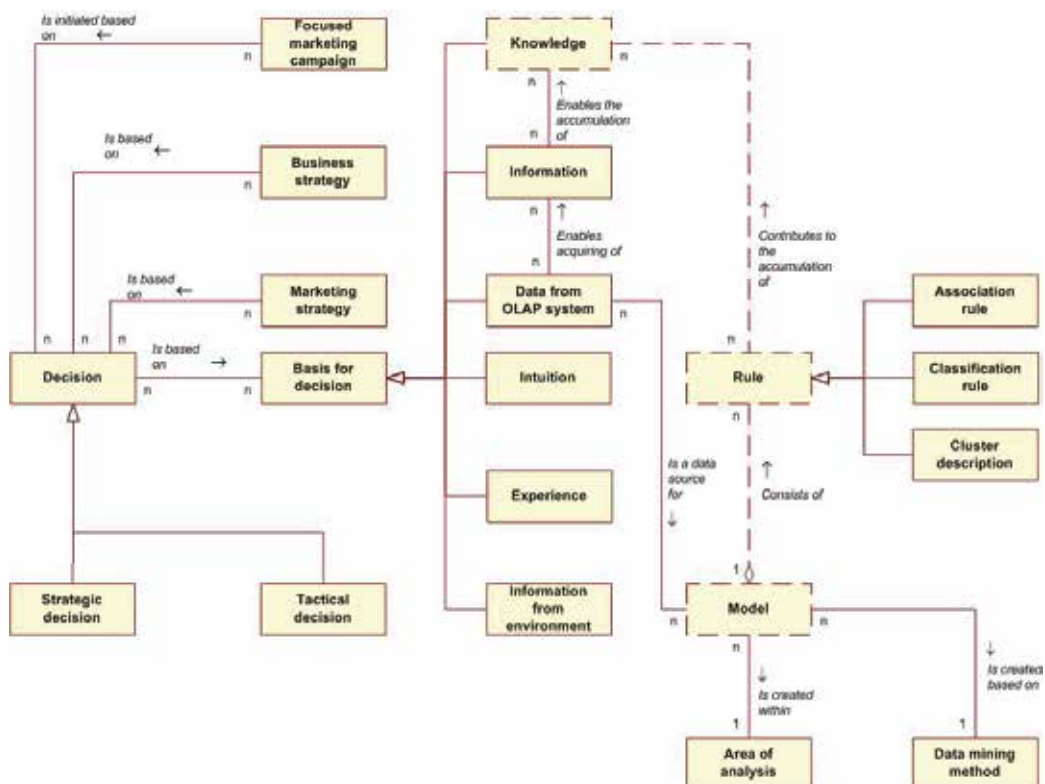 Is initiated based
on ←
n
Focused
marketing
campaign
Knowledge
n
n
↑
Enables the
accumulation
of
n
Is based
on ←
n
Business
strategy
Information
n
↑
Enables
acquiring of
n
↑
Contributes to
the
accumulation
of
Is based
on ←
n
Marketing
strategy
Data from
OLAP system
n
Association
rule
n
n
n
Is based
on →
n
Decision
n
n
Basis for
decision
Intuition
Rule
n
Classification
rule
Cluster
description
Is a data
source
for
↓
↑
Consists of
Experience
1
Strategic
decision
Tactical
decision
Information
from
environment
n
Model
n
n
↓
Is created
within
↓
Is created
based on
1
1
Area of
analysis
Data mining
method